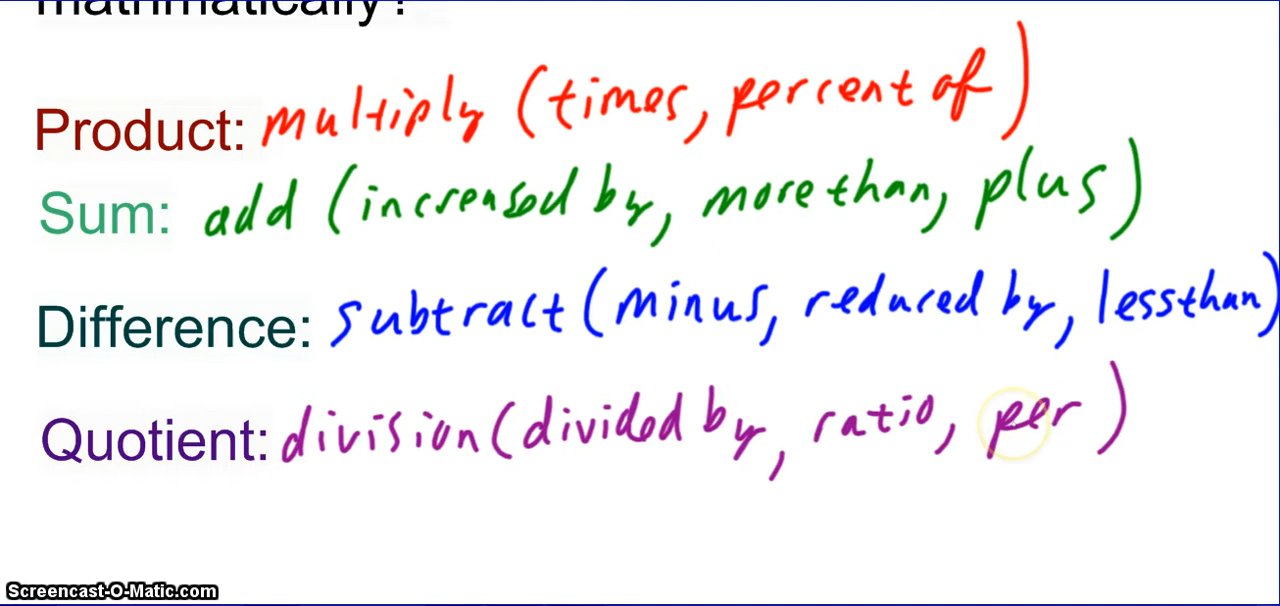 mathmatically?
Product: multiply (times, percent of)
Sum: add (increased by, more than, plus)
Difference: subtract (minus, reduced by, less than)
Quotient: division (divided by, ratio, per)
Screencast-O-Matic.com